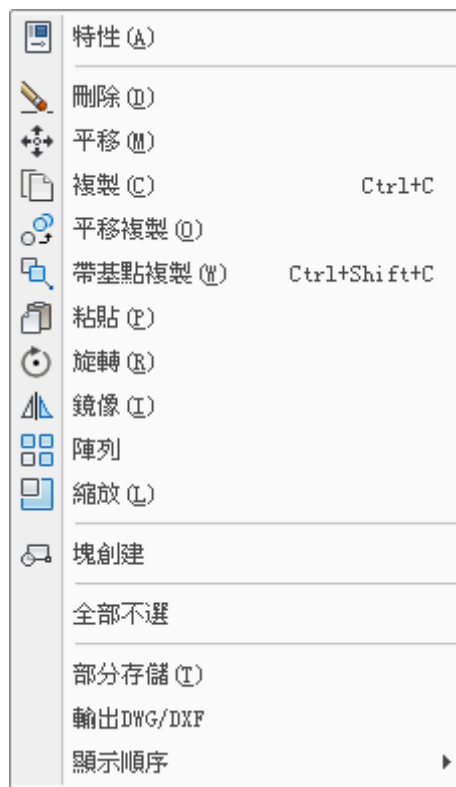 特性(A)
刪除(D)
平移(M)
複製(C) Ctrl+C
平移複製(O)
帶基點複製(W) Ctrl+Shift+C
粘貼(P)
旋轉(R)
鏡像(I)
陣列
縮放(L)
塊創建
全部不選
部分存儲(T)
輸出DWG/DXF
顯示順序